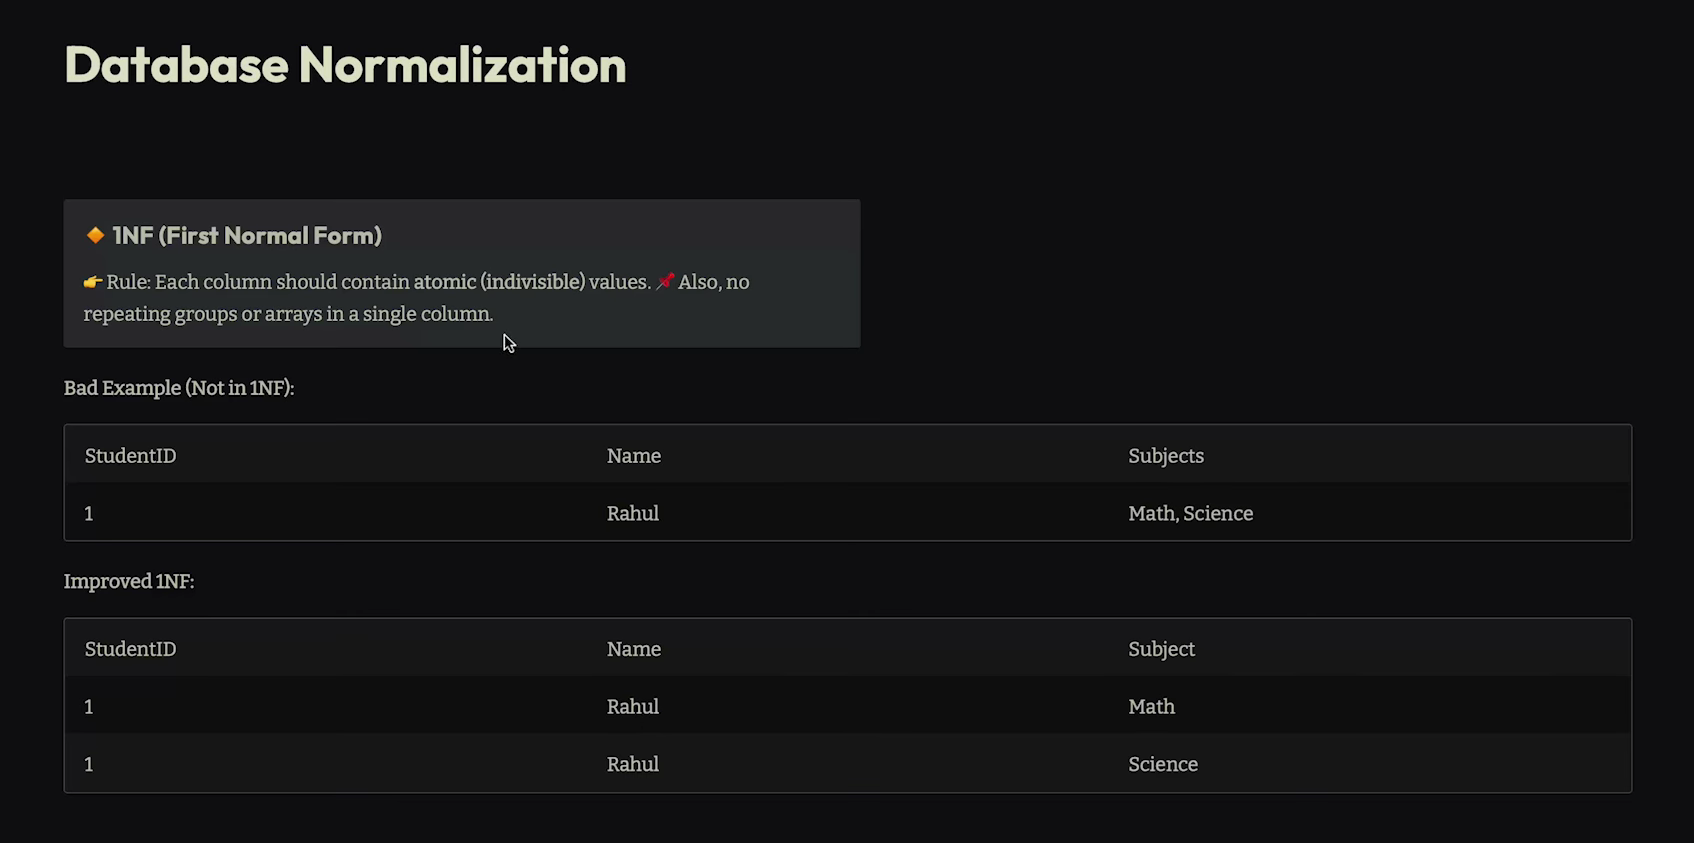 Database Normalization
🔶 1NF (First Normal Form)
👉 Rule: Each column should contain atomic (indivisible) values. 📌 Also, no
repeating groups or arrays in a single column.
Bad Example (Not in 1NF):
StudentID Name Subjects
1 Rahul Math, Science
Improved 1NF:
StudentID Name Subject
1 Rahul Math
1 Rahul Science